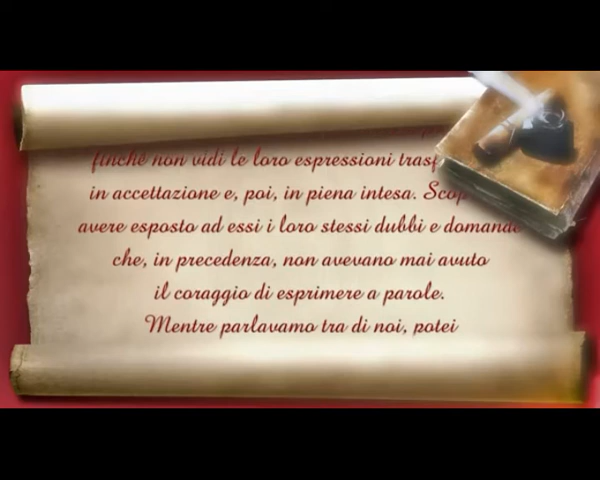 finché non vidi le loro espressioni
in accettazione e, poi, in piena intesa.
avere esposto ad essi i loro stessi dubbi e domande
che, in precedenza, non avevano mai avuto
il coraggio di esprimere a parole.
Mentre parlavamo tra di noi, potei